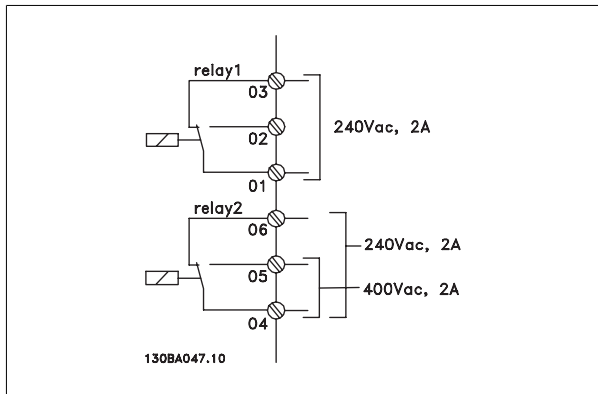 relay1
03
02
240Vac, 2A
01
relay2
06
240Vac, 2A
05
400Vac, 2A
04
130BA047.10